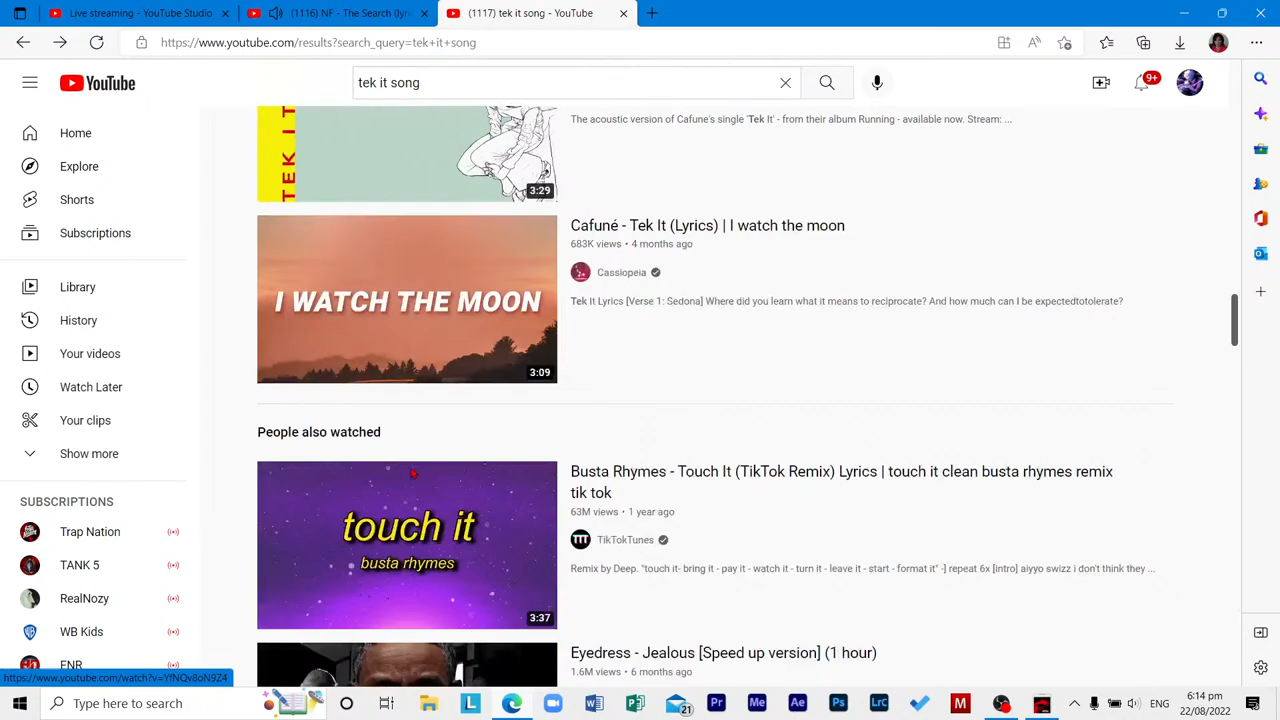 Live streaming - YouTube Studio
(1116) NF - The Search (lyri
(1117) tek it song - YouTube
https://www.youtube.com/results?search_query=tek+it+song
YouTube
tek it song
9+
Home
Explore
Shorts
Subscriptions
Library
History
Your videos
Watch Later
Your clips
Show more
SUBSCRIPTIONS
Trap Nation
TANK 5
RealNozy
WB Kids
ENR
TEK IT
3:29
The acoustic version of Cafune's single 'Tek It' - from their album Running - available now. Stream: ...
I WATCH THE MOON
3:09
Cafuné - Tek It (Lyrics) | I watch the moon
683K views • 4 months ago
Cassiopeia
Tek It Lyrics [Verse 1: Sedona] Where did you learn what it means to reciprocate? And how much can I be expectedtotolerate?
People also watched
touch it
busta rhymes
3:37
Busta Rhymes - Touch It (TikTok Remix) Lyrics | touch it clean busta rhymes remix
tik tok
63M views • 1 year ago
TTT
TikTokTunes
Remix by Deep. "touch it- bring it - pay it - watch it - turn it - leave it - start - format it" -] repeat 6x [intro] aiyyo swizz i don't think they ...
Eyedress - Jealous [Speed up version] (1 hour)
1.6M views • 6 months ago
https://www.youtube.com/watch?v=YfNQv8oN9Z4
Type here to search
L
W
P
21
Pr
Me
Ae
Ps
Lrc
M
ENG
6:14 pm
22/08/2022